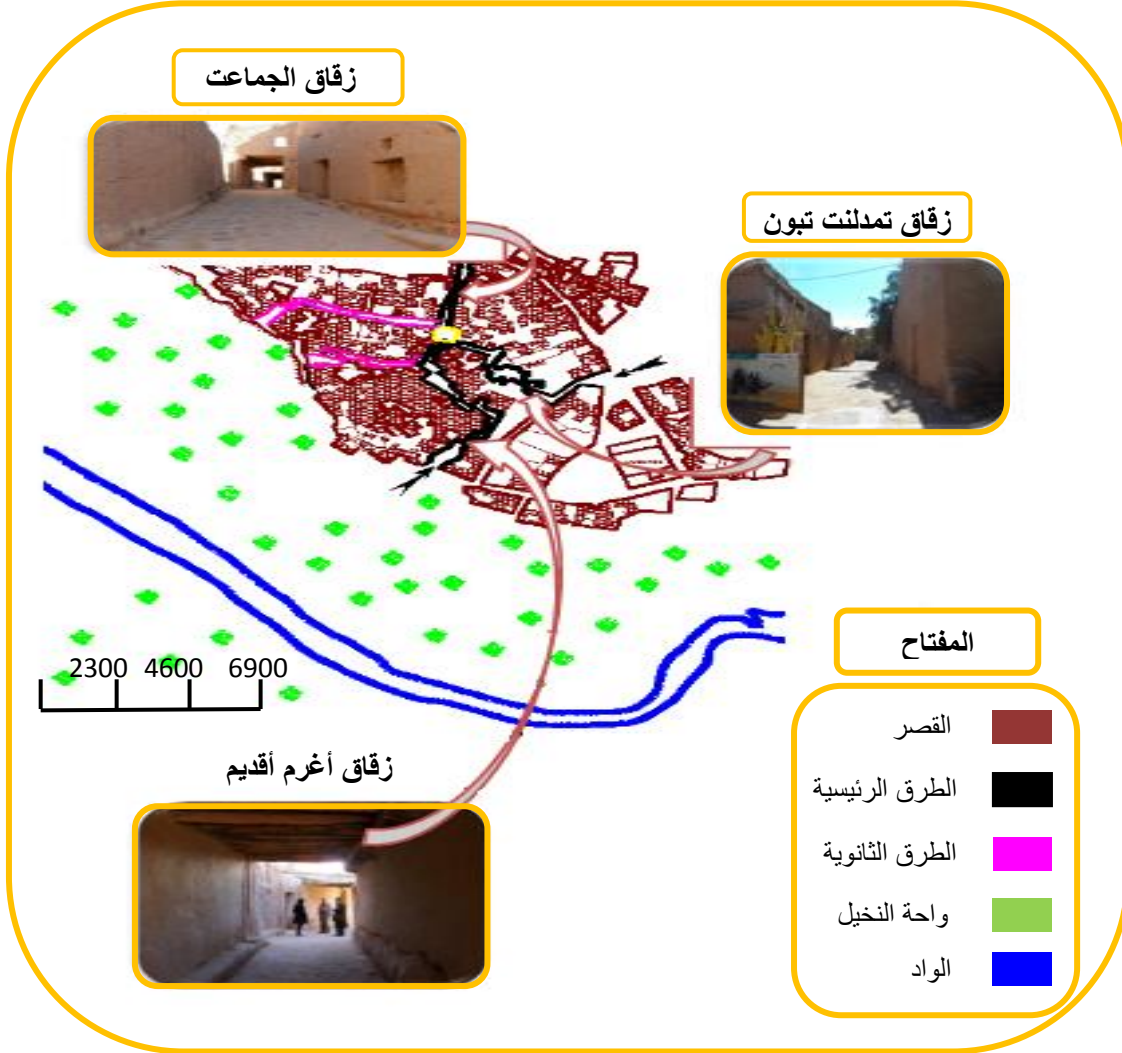 زقاق الجماعت
زقاق تمدلنت تبون
المفتاح
2300 4600 6900
القصر
الطرق الرئيسية
الطرق الثانوية
واحة النخيل
الواد
زقاق أغرم أقديم